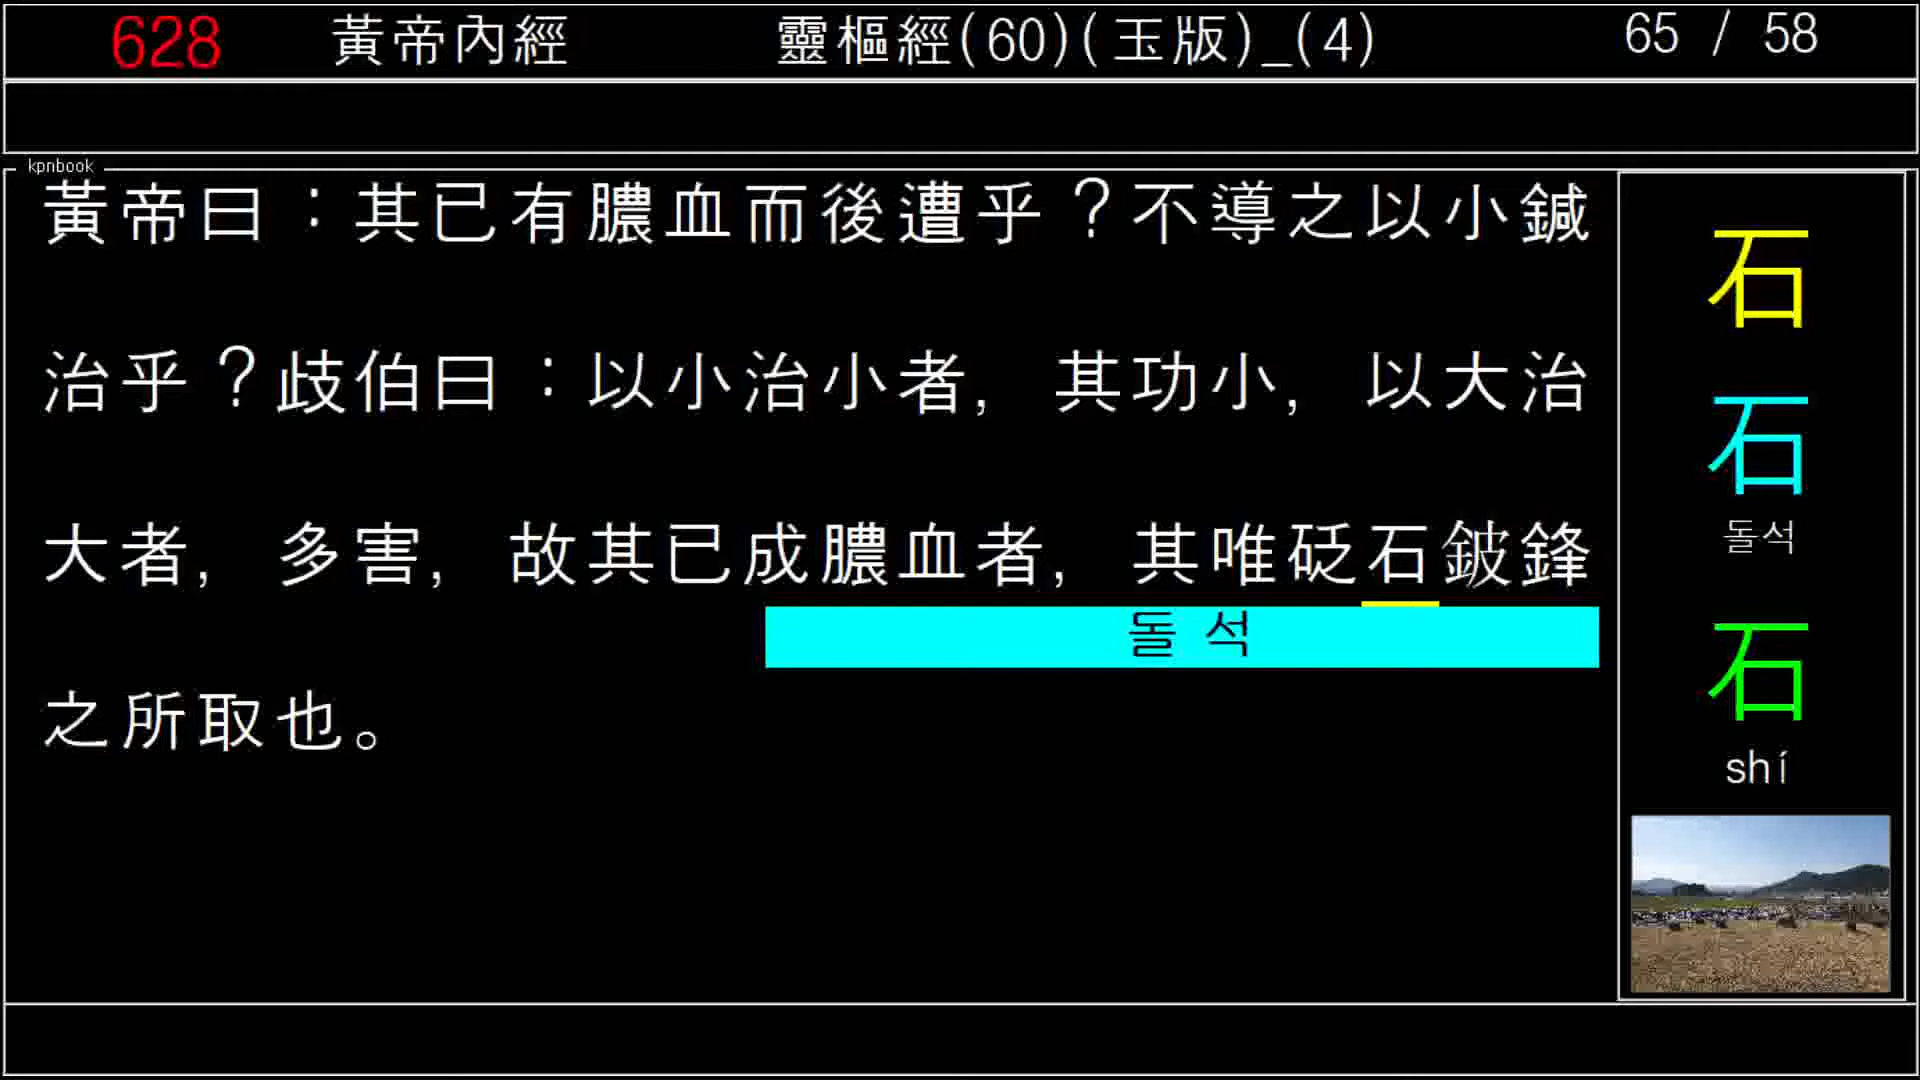 628 黃帝內經 靈樞經(60)(玉版)_(4) 65 / 58
kpnbook
黃帝曰：其已有膿血而後遭乎？不導之以小鍼
治乎？歧伯曰：以小治小者, 其功小, 以大治
大者, 多害, 故其已成膿血者, 其唯砭石鈹鋒
돌 석
之所取也。
石
石
돌석
石
shí